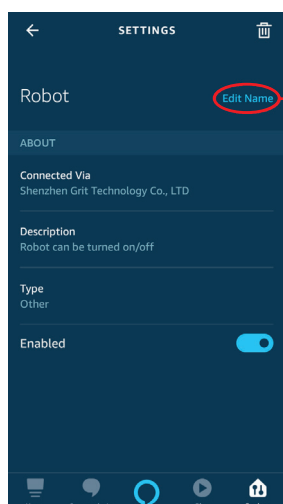 SETTINGS
Robot
Edit Name
ABOUT
Connected Via
Shenzhen Grit Technology Co., LTD
Description
Robot can be turned on/off
Type
Other
Enabled